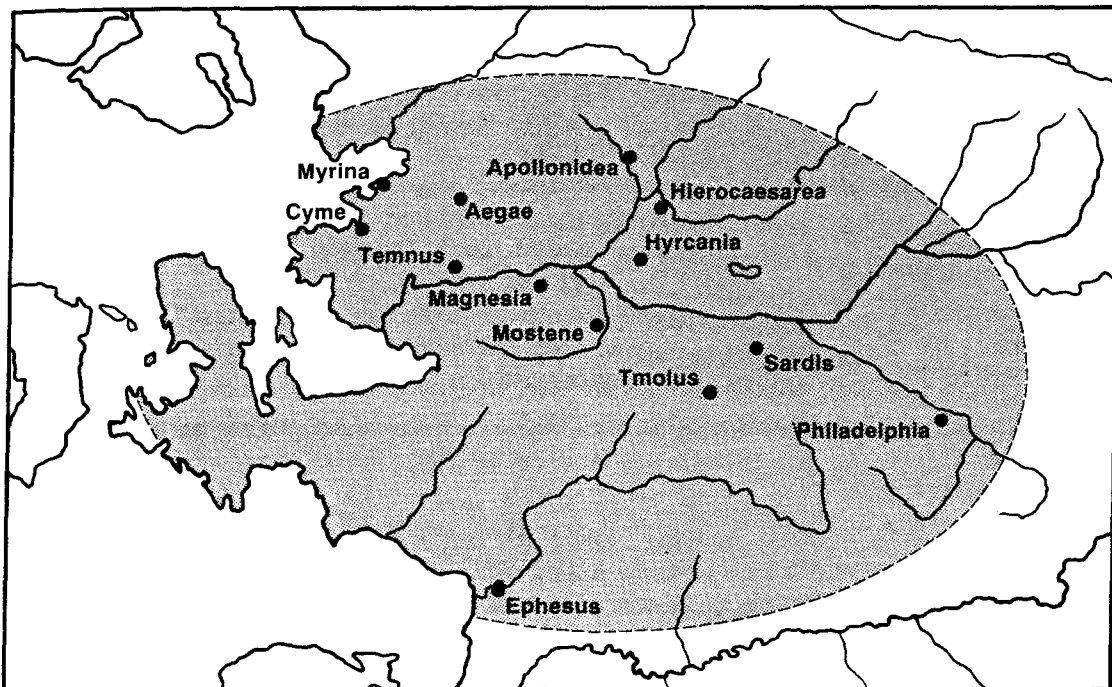 Myrina
Apollonidea
Hierocaesarea
Cyme
Aegae
Temnus
Hyrcania
Magnesia
Mostene
Sardis
Tmolus
Philadelphia
Ephesus